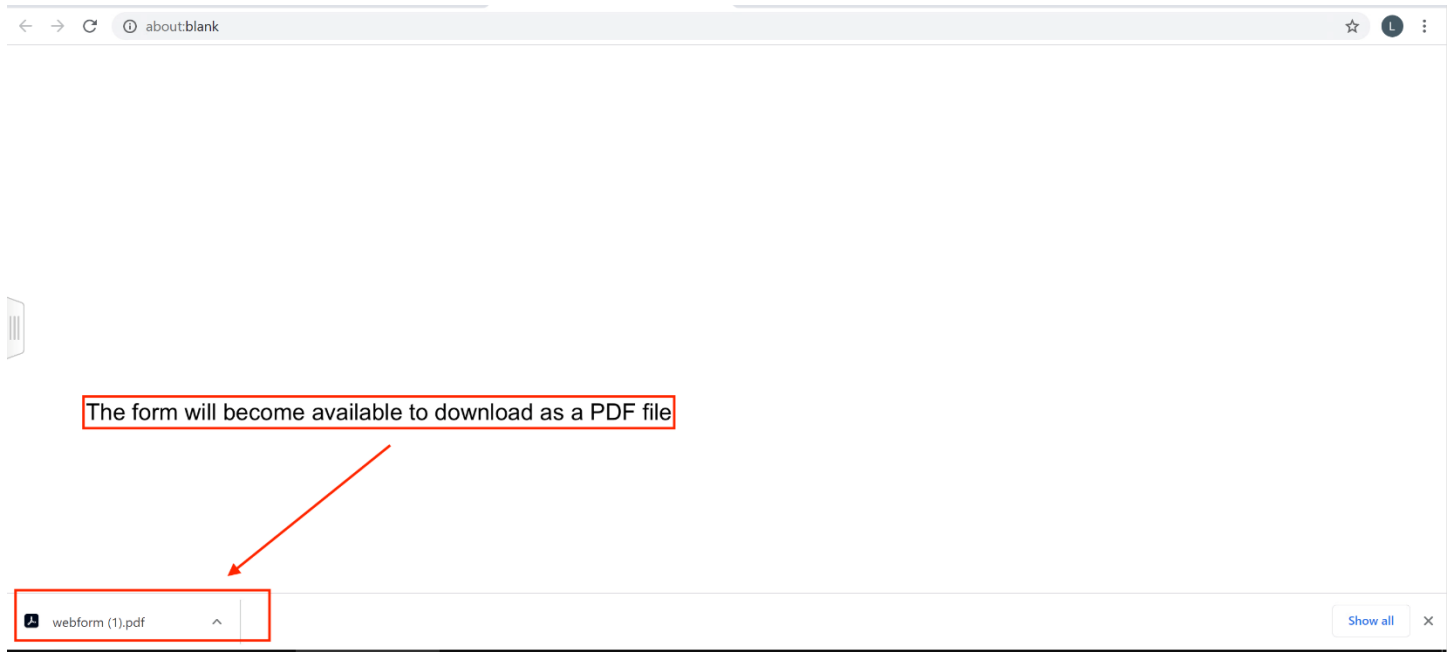 about:blank
L
The form will become available to download as a PDF file
webform (1).pdf
Show all